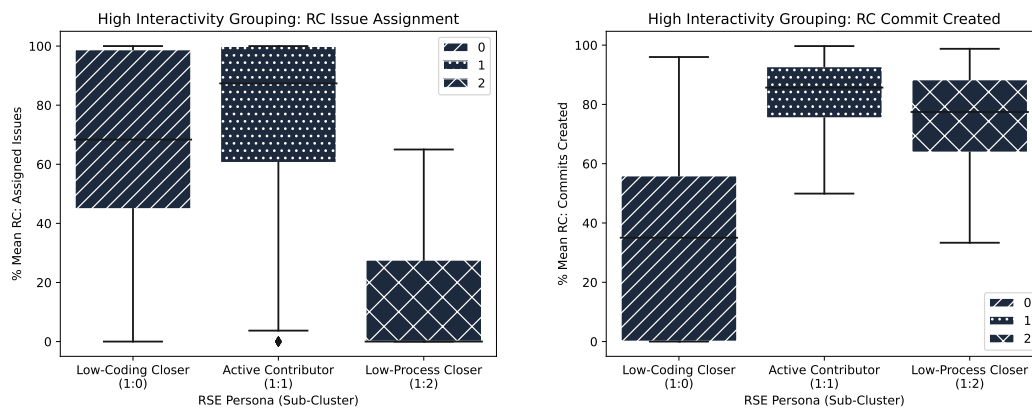 High Interactivity Grouping: RC Issue Assignment
% Mean RC: Assigned Issues
100
80
60
40
20
0
0
1
2
Low-Coding Closer
(1:0)
Active Contributor
(1:1)
Low-Process Closer
(1:2)
RSE Persona (Sub-Cluster)
High Interactivity Grouping: RC Commit Created
% Mean RC: Commits Created
100
80
60
40
20
0
0
1
2
Low-Coding Closer
(1:0)
Active Contributor
(1:1)
Low-Process Closer
(1:2)
RSE Persona (Sub-Cluster)